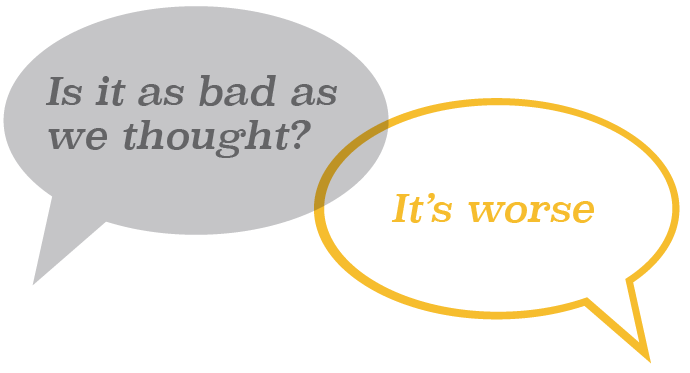 Is it as bad as
we thought?
It’s worse